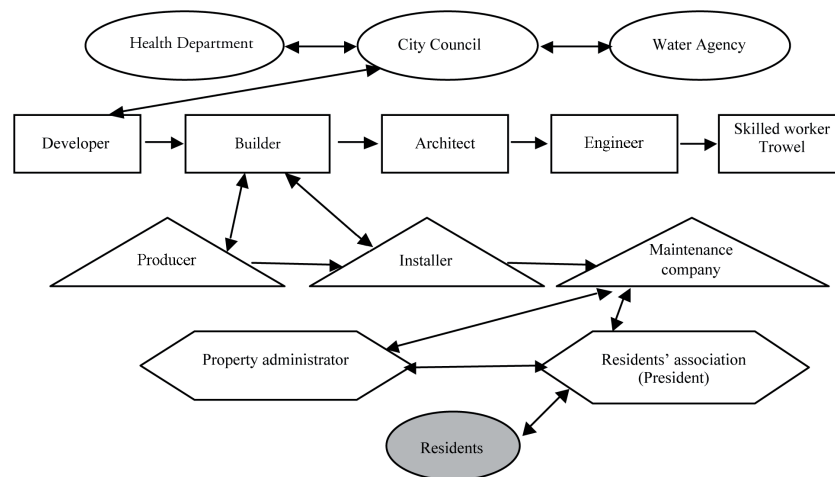 Health Department
City Council
Water Agency
Developer
Builder
Architect
Engineer
Skilled worker
Trowel
Producer
Installer
Maintenance
company
Property administrator
Residents' association
(President)
Residents